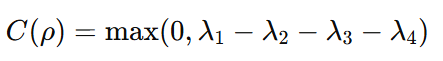 C(ρ) = max(0, λ₁ − λ₂ − λ₃ − λ₄)